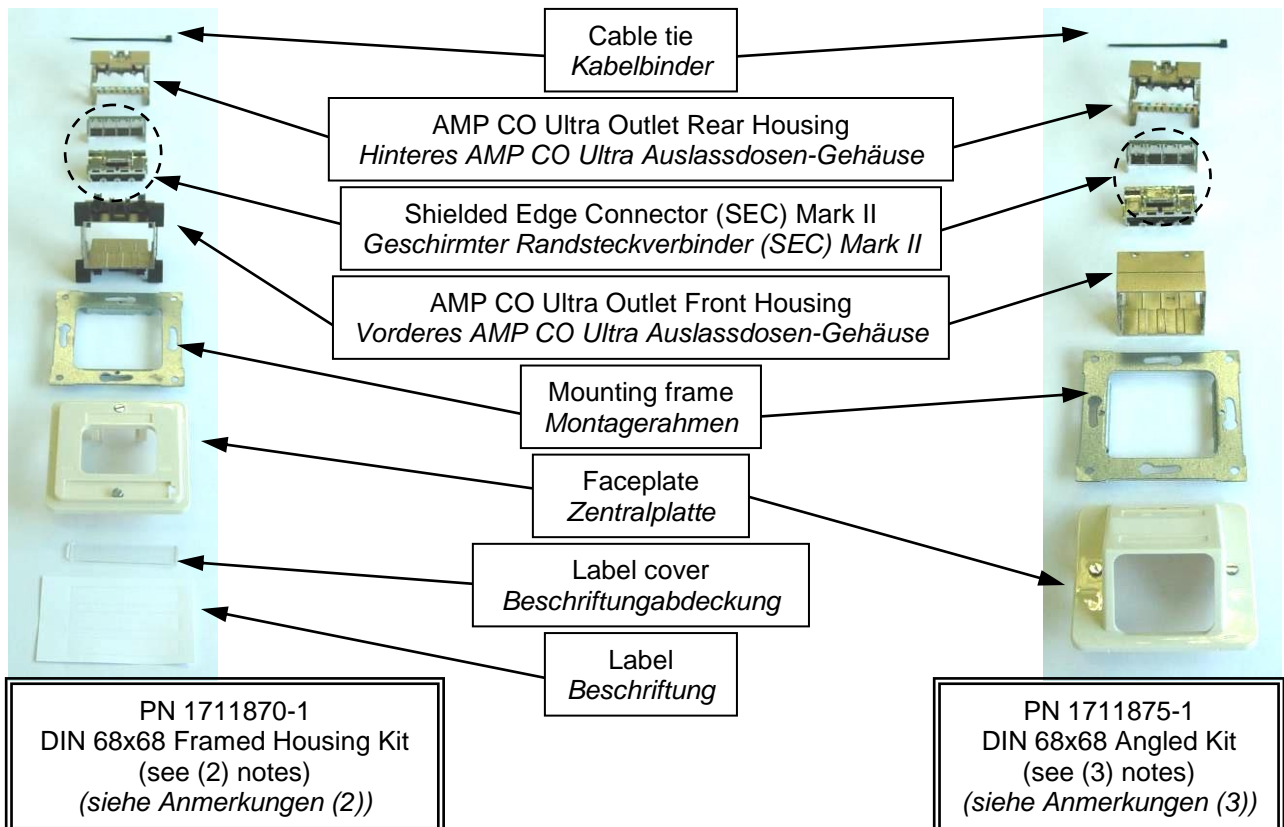 Cable tie
Kabelbinder
AMP CO Ultra Outlet Rear Housing
Hinteres AMP CO Ultra Auslassdosen-Gehäuse
Shielded Edge Connector (SEC) Mark II
Geschirmter Randsteckverbinder (SEC) Mark II
AMP CO Ultra Outlet Front Housing
Vorderes AMP CO Ultra Auslassdosen-Gehäuse
Mounting frame
Montagerahmen
Faceplate
Zentralplatte
Label cover
Beschriftungabdeckung
Label
Beschriftung
PN 1711870-1
DIN 68x68 Framed Housing Kit
(see (2) notes)
(siehe Anmerkungen (2))
PN 1711875-1
DIN 68x68 Angled Kit
(see (3) notes)
(siehe Anmerkungen (3))